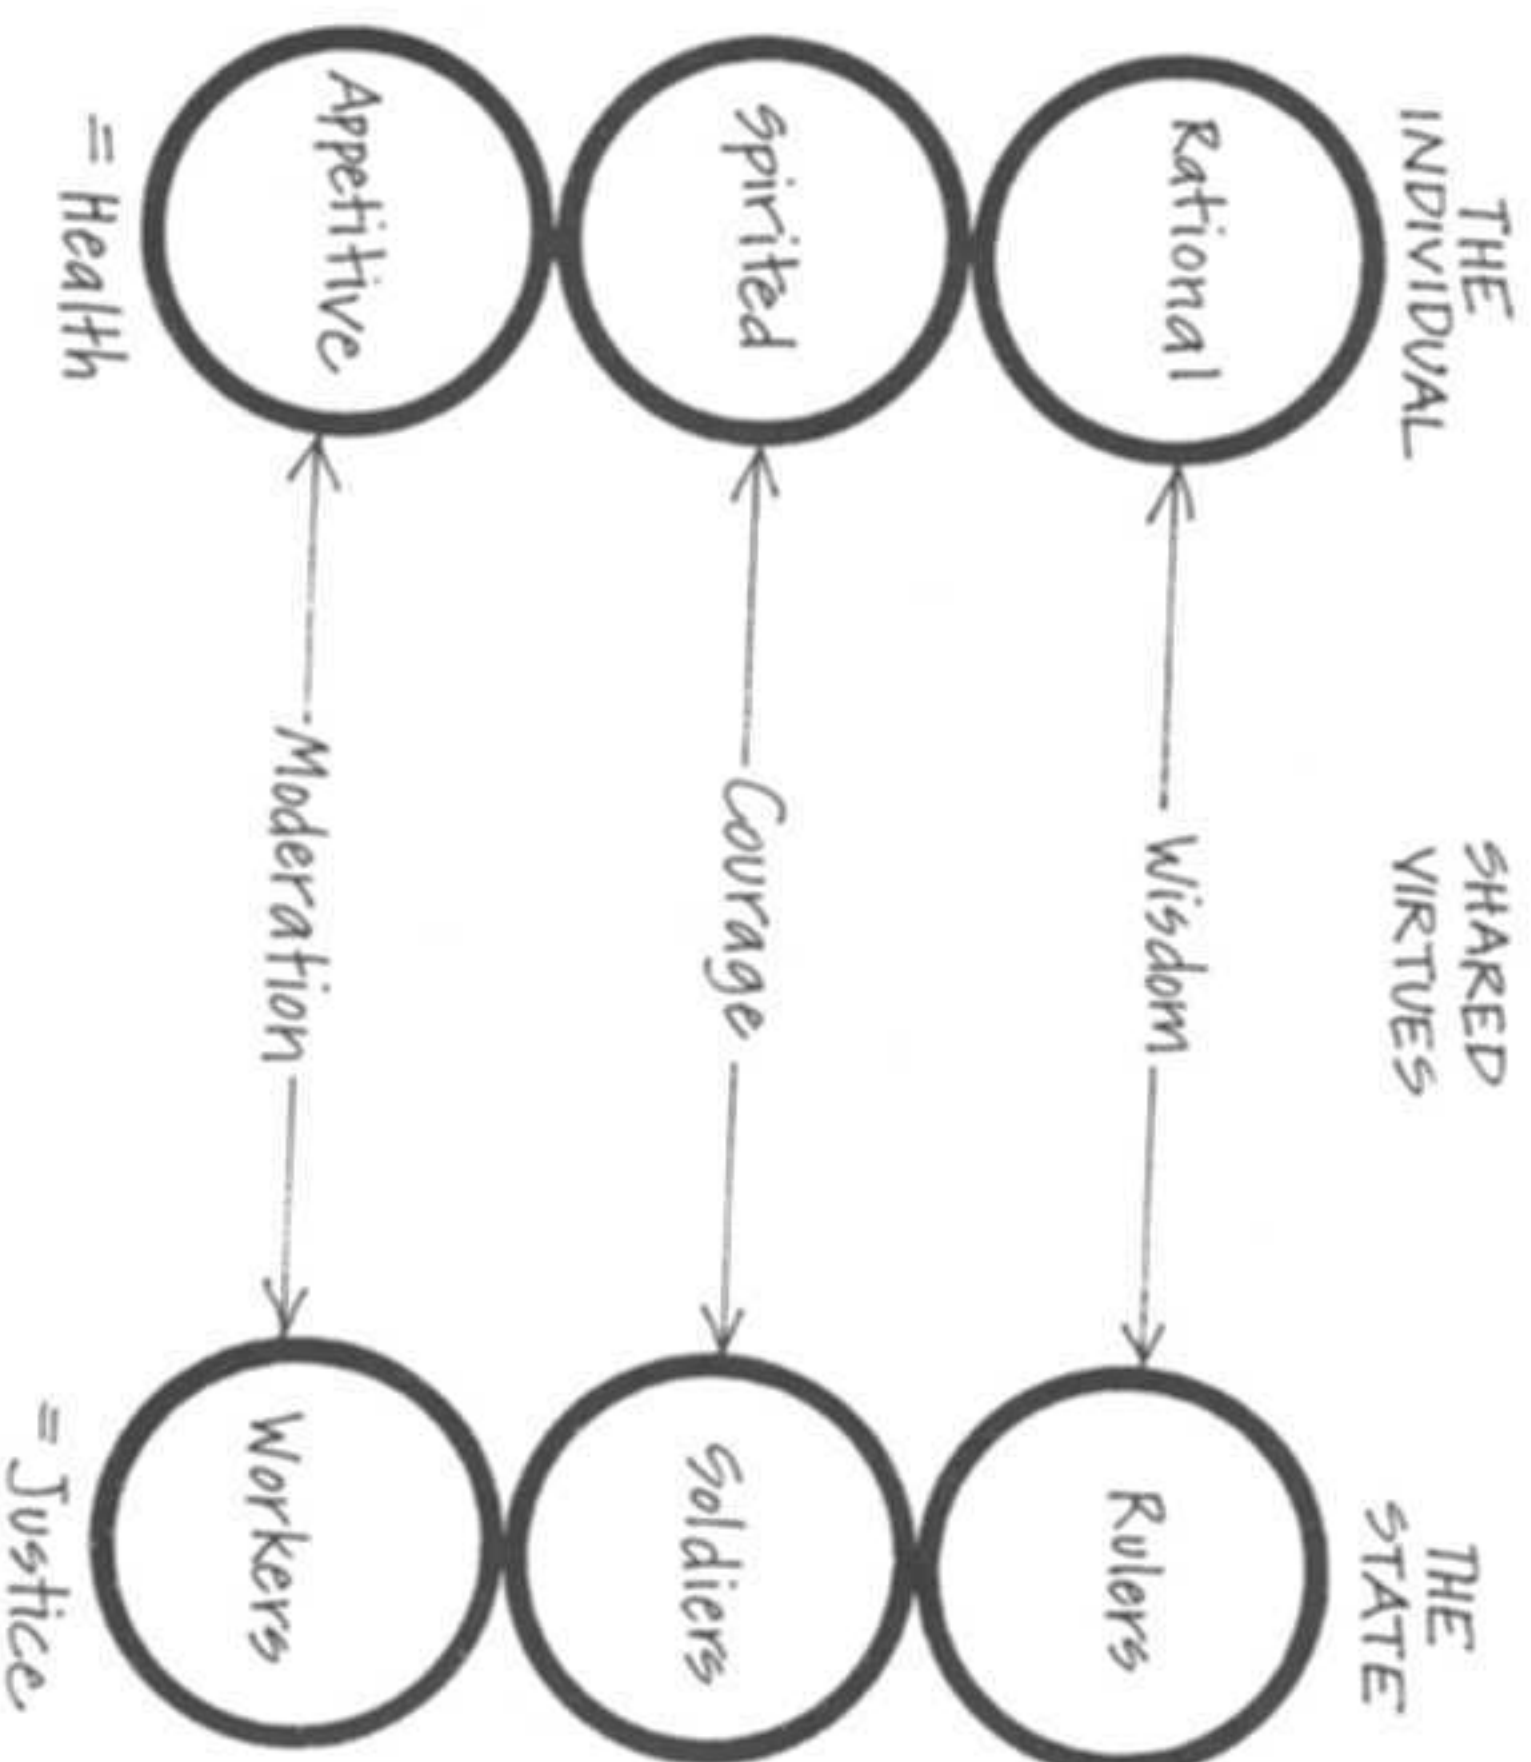 THE
INDIVIDUAL
SHARED
VIRTUES
THE
STATE
Rational
Wisdom
Rulers
Spirited
Courage
Soldiers
Appetitive
Moderation
Workers
= Health
= Justice